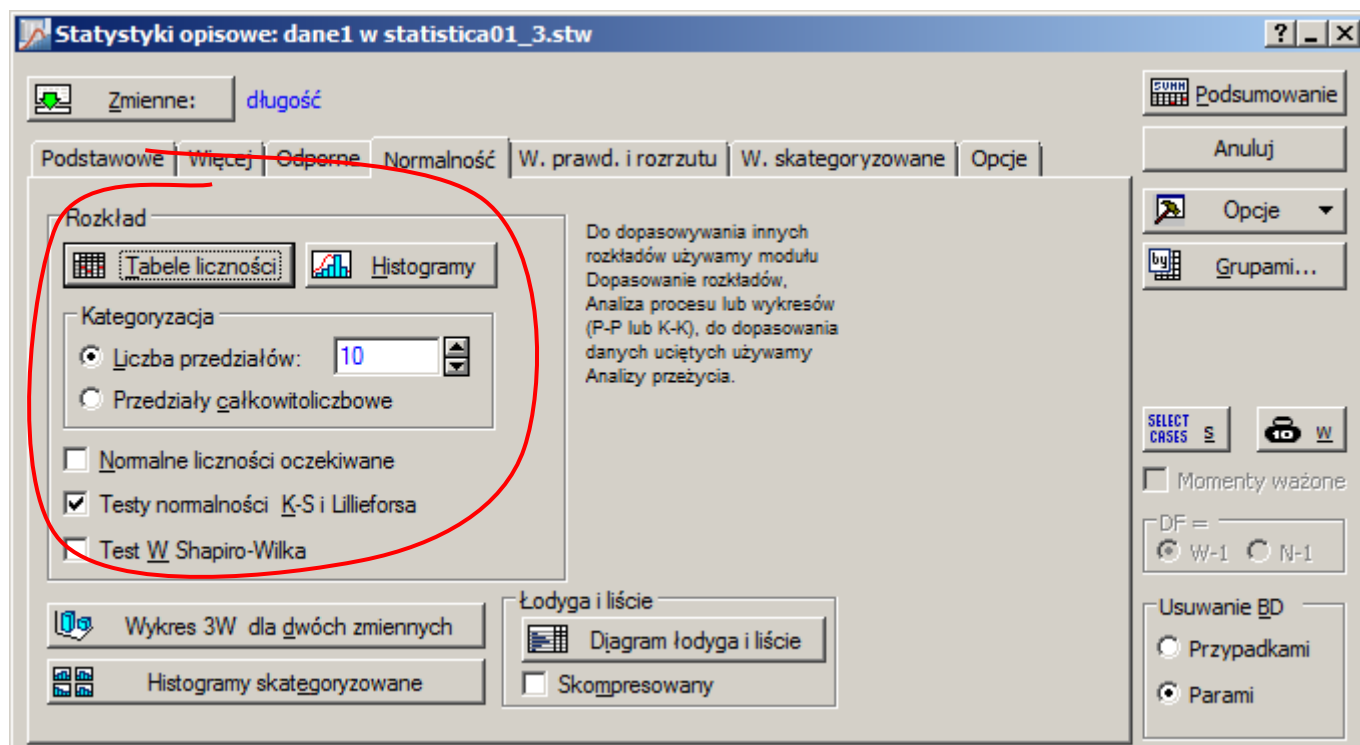 Statystyki opisowe: dane1 w statistica01_3.stw
Zmienne: długość
Podstawowe Więcej Odporne Normalność W. prawd. i rozrzutu W. skategoryzowane Opcje
Rozkład
Tabele liczności Histogramy
Kategoryzacja
Liczba przedziałów: 10
Przedziały całkowitoliczbowe
Normalne liczności oczekiwane
Testy normalności K-S i Lillieforsa
Test W Shapiro-Wilka
Do dopasowywania innych
rozkładów używamy modułu
Dopasowanie rozkładów,
Analiza procesu lub wykresów
(P-P lub K-K), do dopasowania
danych uciętych używamy
Analizy przeżycia.
Wykres 3W dla dwóch zmiennych
Histogramy skategoryzowane
Łodyga i liście
Diagram łodyga i liście
Skompresowany
SUMM Podsumowanie
Anuluj
Opcje
by Grupami...
SELECT CASES S
10 W
Momenty ważone
DF =
W-1 N-1
Usuwanie BD
Przypadkami
Parami